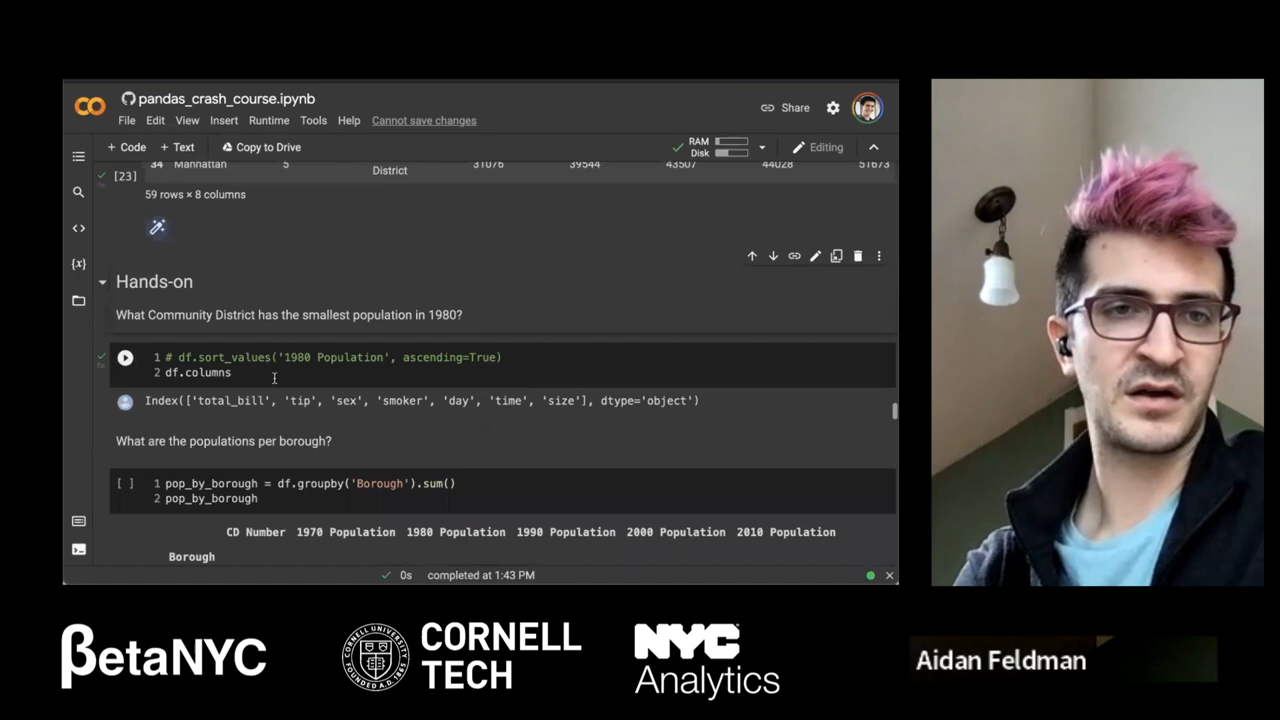 pandas_crash_course.ipynb
File Edit View Insert Runtime Tools Help Cannot save changes
Share
+ Code + Text Copy to Drive
RAM
Disk
Editing
34 Manhattan 5 District 31076 39544 43507 44028 51673
[23]
59 rows × 8 columns
Hands-on
What Community District has the smallest population in 1980?
1 # df.sort_values('1980 Population', ascending=True)
2 df.columns
Index(['total_bill', 'tip', 'sex', 'smoker', 'day', 'time', 'size'], dtype='object')
What are the populations per borough?
[ ] 1 pop_by_borough = df.groupby('Borough').sum()
2 pop_by_borough
CD Number 1970 Population 1980 Population 1990 Population 2000 Population 2010 Population
Borough
0s completed at 1:43 PM
βetaNYC
CORNELL
TECH
NYC
Analytics
Aidan Feldman